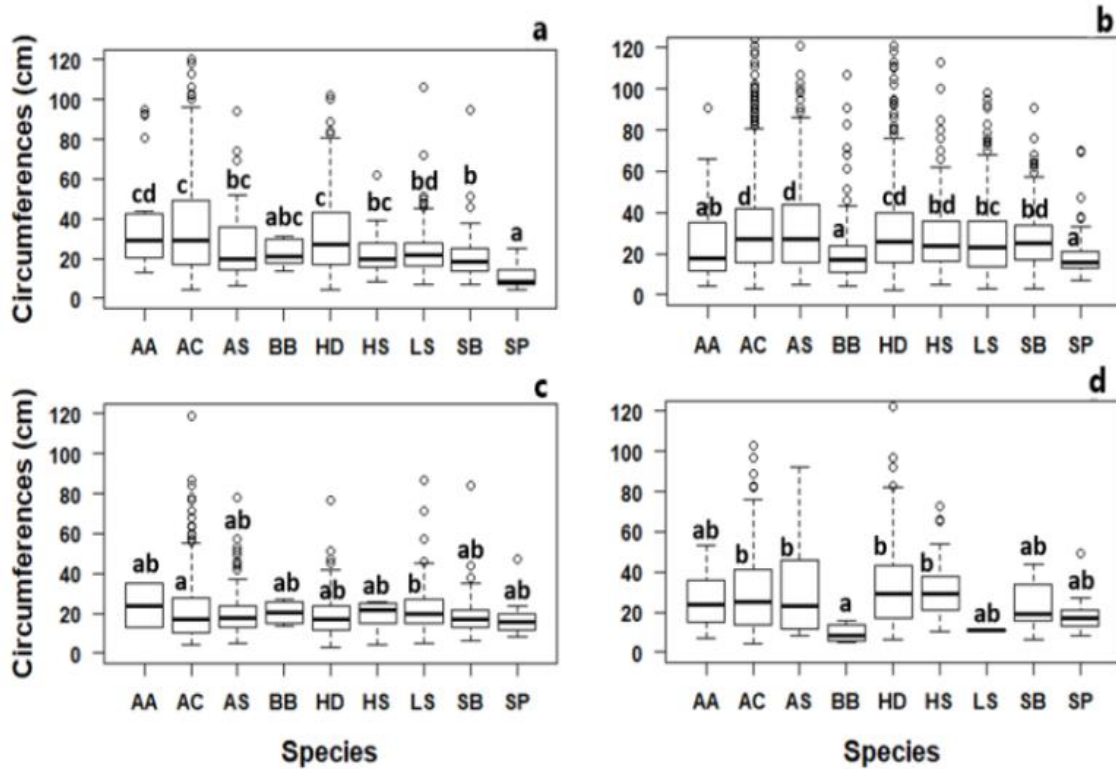 a
Circumferences (cm)
120
100
80
60
40
20
0
cd c bc abc c bc bd b a
AA AC AS BB HD HS LS SB SP
b
120
100
80
60
40
20
0
ab d d a cd bd bc bd a
AA AC AS BB HD HS LS SB SP
c
Circumferences (cm)
120
100
80
60
40
20
0
ab a ab ab ab ab b ab ab
AA AC AS BB HD HS LS SB SP
Species
d
120
100
80
60
40
20
0
ab b b a b b ab ab ab
AA AC AS BB HD HS LS SB SP
Species